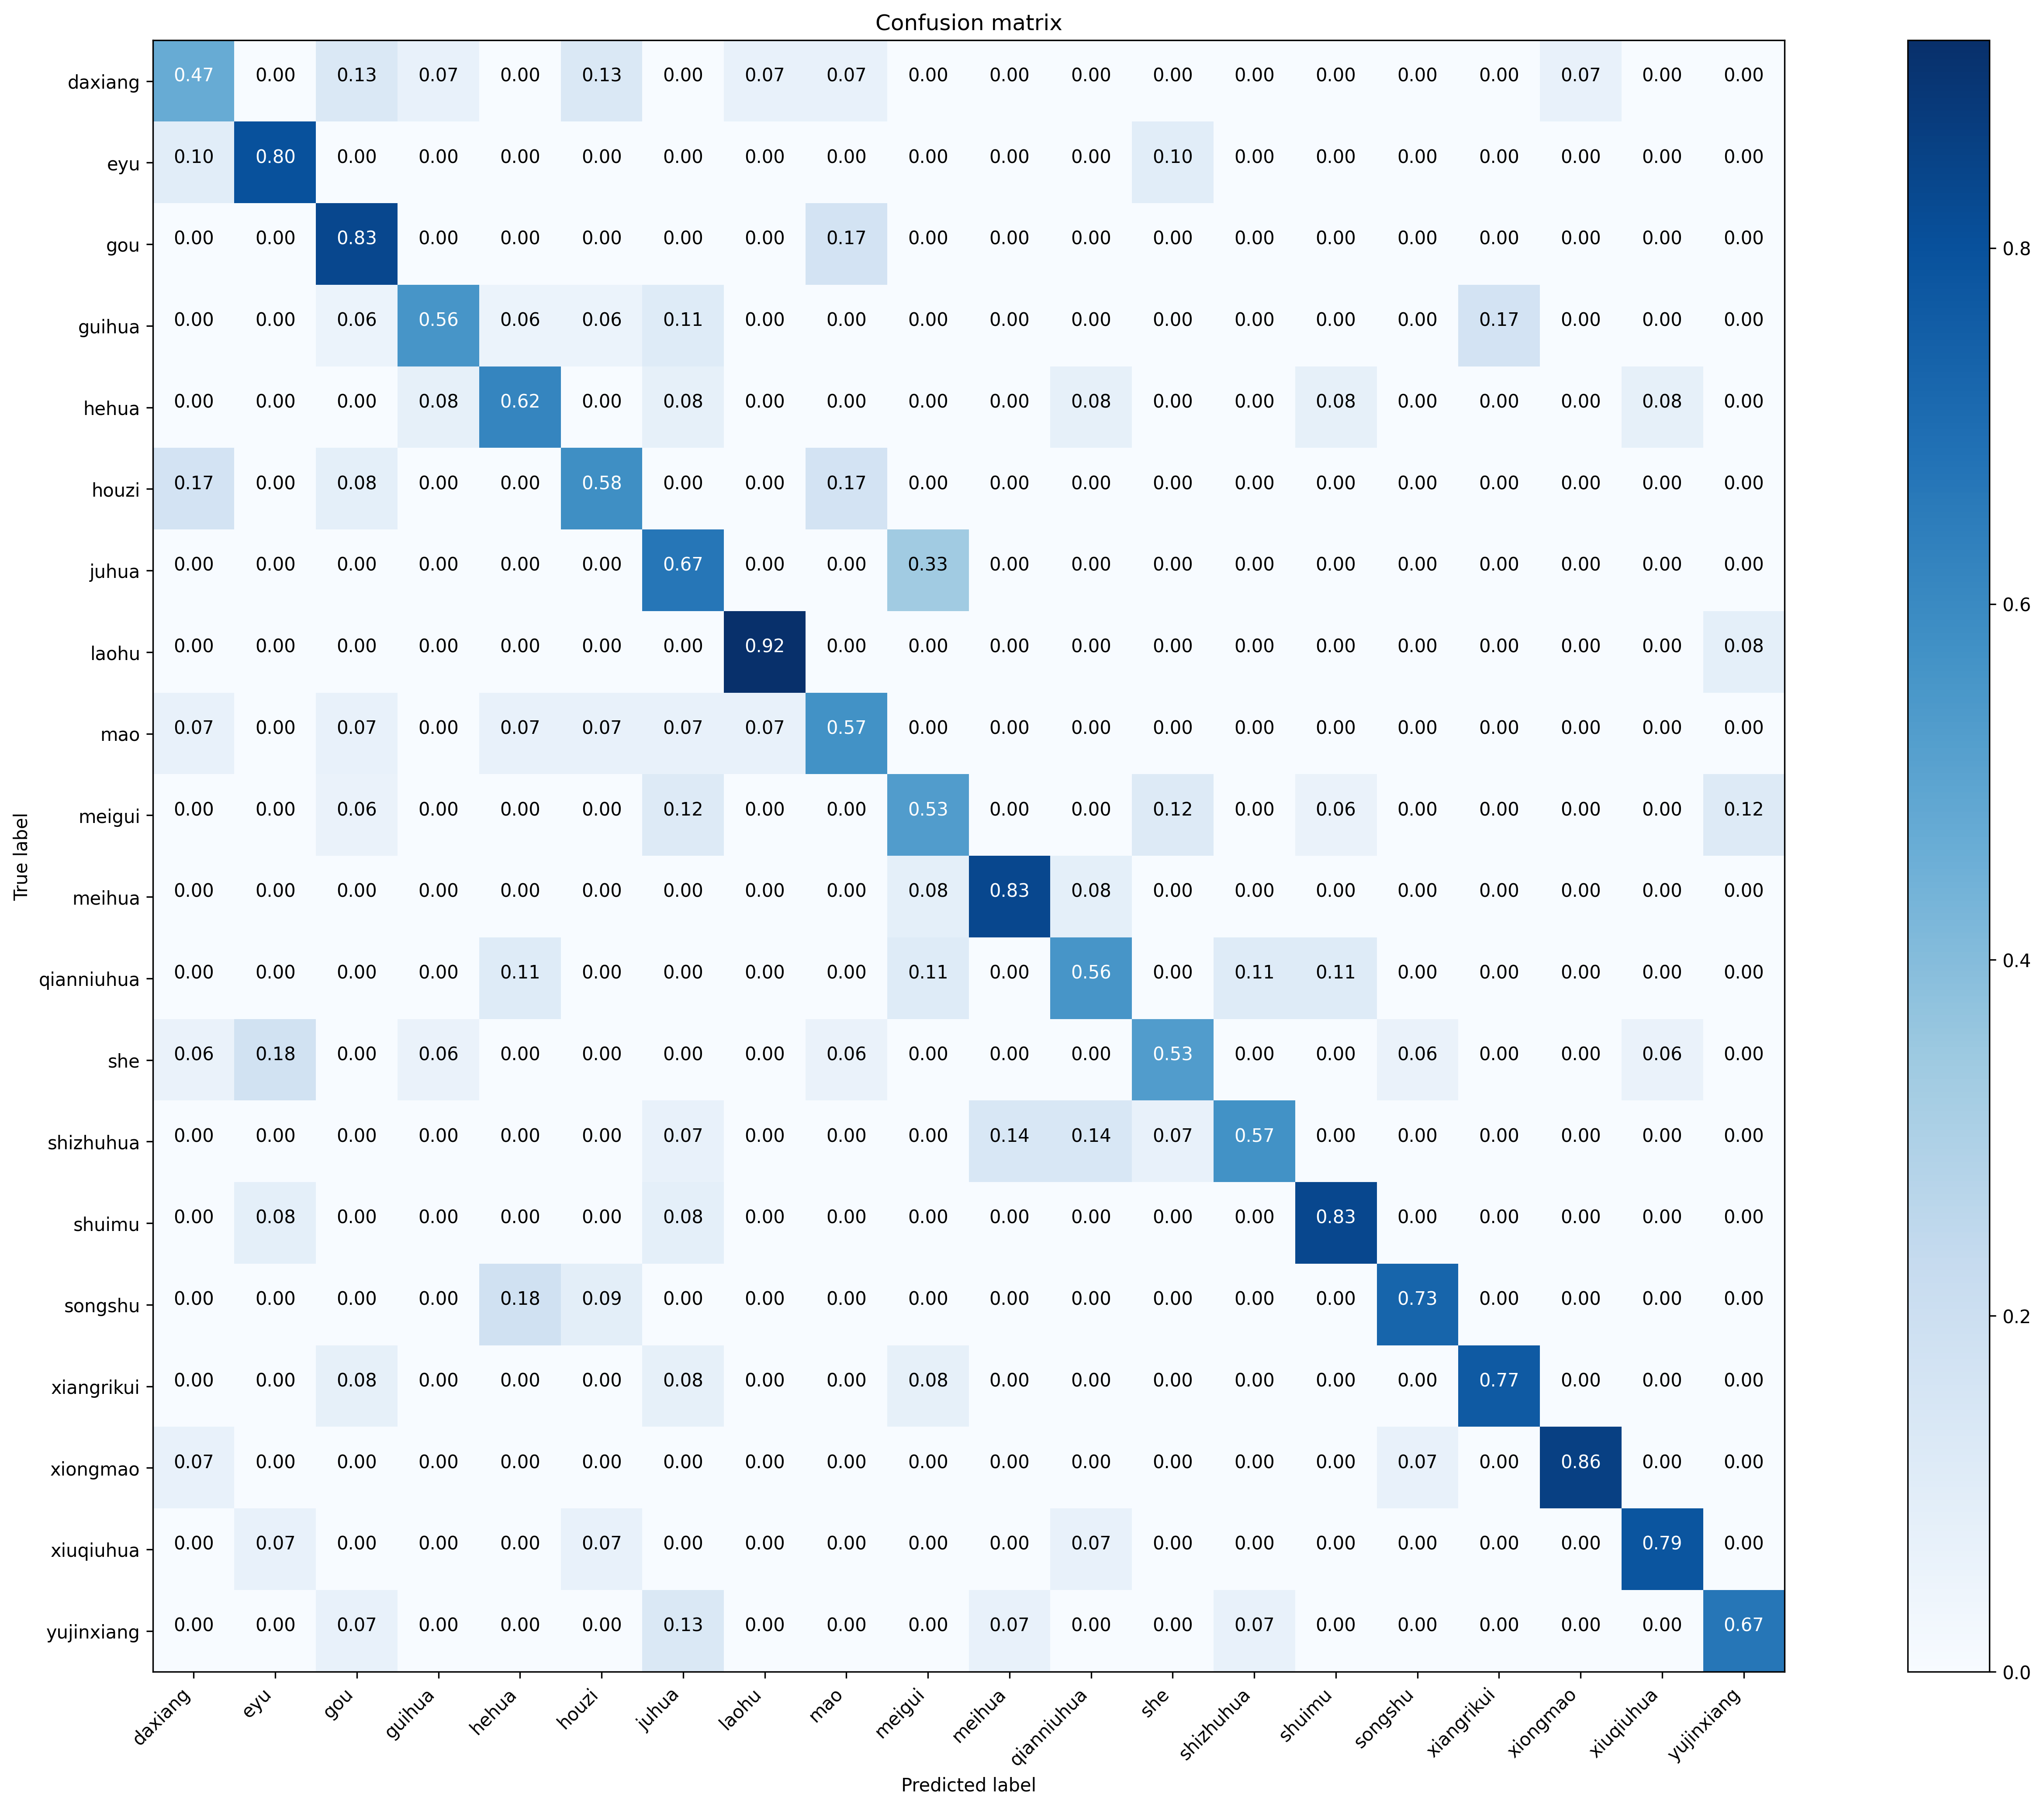 Confusion matrix
daxiang 0.47 0.00 0.13 0.07 0.00 0.13 0.00 0.07 0.07 0.00 0.00 0.00 0.00 0.00 0.00 0.00 0.00 0.07 0.00 0.00
eyu 0.10 0.80 0.00 0.00 0.00 0.00 0.00 0.00 0.00 0.00 0.00 0.00 0.10 0.00 0.00 0.00 0.00 0.00 0.00 0.00
gou 0.00 0.00 0.83 0.00 0.00 0.00 0.00 0.00 0.17 0.00 0.00 0.00 0.00 0.00 0.00 0.00 0.00 0.00 0.00 0.00
guihua 0.00 0.00 0.06 0.56 0.06 0.06 0.11 0.00 0.00 0.00 0.00 0.00 0.00 0.00 0.00 0.00 0.17 0.00 0.00 0.00
hehua 0.00 0.00 0.00 0.08 0.62 0.00 0.08 0.00 0.00 0.00 0.00 0.08 0.00 0.00 0.08 0.00 0.00 0.00 0.08 0.00
houzi 0.17 0.00 0.08 0.00 0.00 0.58 0.00 0.00 0.17 0.00 0.00 0.00 0.00 0.00 0.00 0.00 0.00 0.00 0.00 0.00
juhua 0.00 0.00 0.00 0.00 0.00 0.00 0.67 0.00 0.00 0.33 0.00 0.00 0.00 0.00 0.00 0.00 0.00 0.00 0.00 0.00
laohu 0.00 0.00 0.00 0.00 0.00 0.00 0.00 0.92 0.00 0.00 0.00 0.00 0.00 0.00 0.00 0.00 0.00 0.00 0.00 0.08
mao 0.07 0.00 0.07 0.00 0.07 0.07 0.07 0.07 0.57 0.00 0.00 0.00 0.00 0.00 0.00 0.00 0.00 0.00 0.00 0.00
meigui 0.00 0.00 0.06 0.00 0.00 0.00 0.12 0.00 0.00 0.53 0.00 0.00 0.12 0.00 0.06 0.00 0.00 0.00 0.00 0.12
meihua 0.00 0.00 0.00 0.00 0.00 0.00 0.00 0.00 0.00 0.08 0.83 0.08 0.00 0.00 0.00 0.00 0.00 0.00 0.00 0.00
qianniuhua 0.00 0.00 0.00 0.00 0.11 0.00 0.00 0.00 0.00 0.11 0.00 0.56 0.00 0.11 0.11 0.00 0.00 0.00 0.00 0.00
she 0.06 0.18 0.00 0.06 0.00 0.00 0.00 0.00 0.06 0.00 0.00 0.00 0.53 0.00 0.00 0.06 0.00 0.00 0.06 0.00
shizhuhua 0.00 0.00 0.00 0.00 0.00 0.00 0.07 0.00 0.00 0.00 0.14 0.14 0.07 0.57 0.00 0.00 0.00 0.00 0.00 0.00
shuimu 0.00 0.08 0.00 0.00 0.00 0.00 0.08 0.00 0.00 0.00 0.00 0.00 0.00 0.00 0.83 0.00 0.00 0.00 0.00 0.00
songshu 0.00 0.00 0.00 0.00 0.18 0.09 0.00 0.00 0.00 0.00 0.00 0.00 0.00 0.00 0.00 0.73 0.00 0.00 0.00 0.00
xiangrikui 0.00 0.00 0.08 0.00 0.00 0.00 0.08 0.00 0.00 0.08 0.00 0.00 0.00 0.00 0.00 0.00 0.77 0.00 0.00 0.00
xiongmao 0.07 0.00 0.00 0.00 0.00 0.00 0.00 0.00 0.00 0.00 0.00 0.00 0.00 0.00 0.00 0.07 0.00 0.86 0.00 0.00
xiuqiuhua 0.00 0.07 0.00 0.00 0.00 0.07 0.00 0.00 0.00 0.00 0.00 0.07 0.00 0.00 0.00 0.00 0.00 0.00 0.79 0.00
yujinxiang 0.00 0.00 0.07 0.00 0.00 0.00 0.13 0.00 0.00 0.00 0.07 0.00 0.00 0.07 0.00 0.00 0.00 0.00 0.00 0.67
daxiang eyu gou guihua hehua houzi juhua laohu mao meigui meihua qianniuhua she shizhuhua shuimu songshu xiangrikui xiongmao xiuqiuhua yujinxiang
Predicted label
True label
0.8
0.6
0.4
0.2
0.0